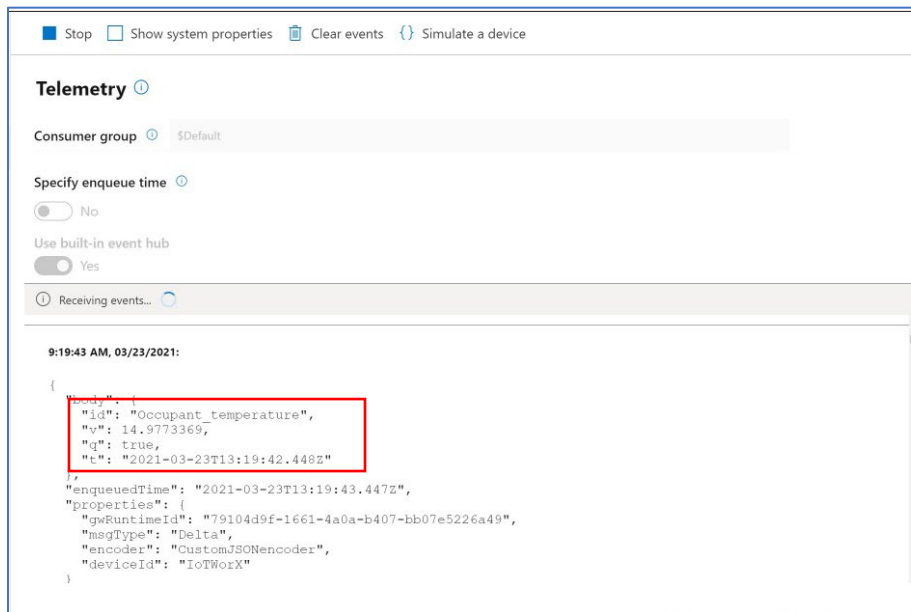 Stop Show system properties Clear events {} Simulate a device
Telemetry
Consumer group $Default
Specify enqueue time
No
Use built-in event hub
Yes
Receiving events...
9:19:43 AM, 03/23/2021:
{
"body": {
"id": "Occupant_temperature",
"v": 14.9773369,
"q": true,
"t": "2021-03-23T13:19:42.448Z"
},
"enqueuedTime": "2021-03-23T13:19:43.447Z",
"properties": {
"gwRuntimeId": "79104d9f-1661-4a0a-b407-bb07e5226a49",
"msgType": "Delta",
"encoder": "CustomJSONencoder",
"deviceId": "IoTWorX"
}